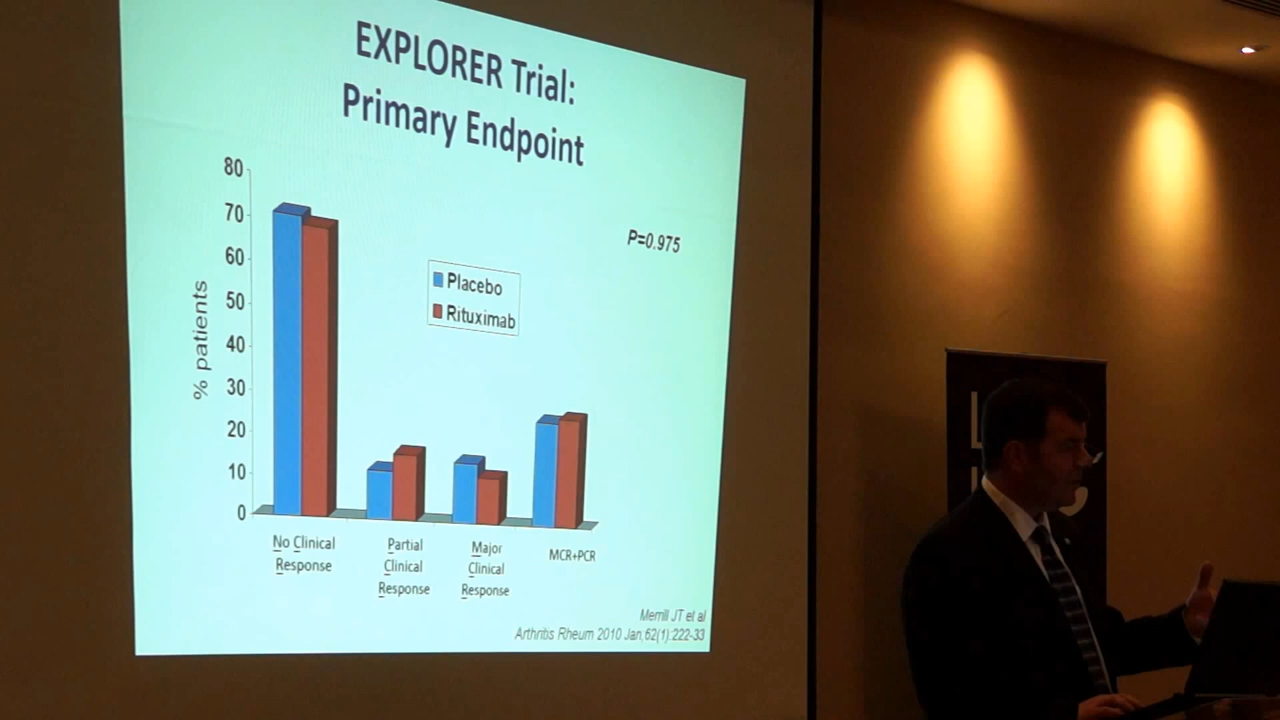 EXPLORER Trial:
Primary Endpoint
80
70
60
50
40
30
20
10
0
% patients
P=0.975
Placebo
Rituximab
No Clinical
Response
Partial
Clinical
Response
Major
Clinical
Response
MCR+PCR
Merrill JT et al
Arthritis Rheum 2010 Jan;62(1):222-33